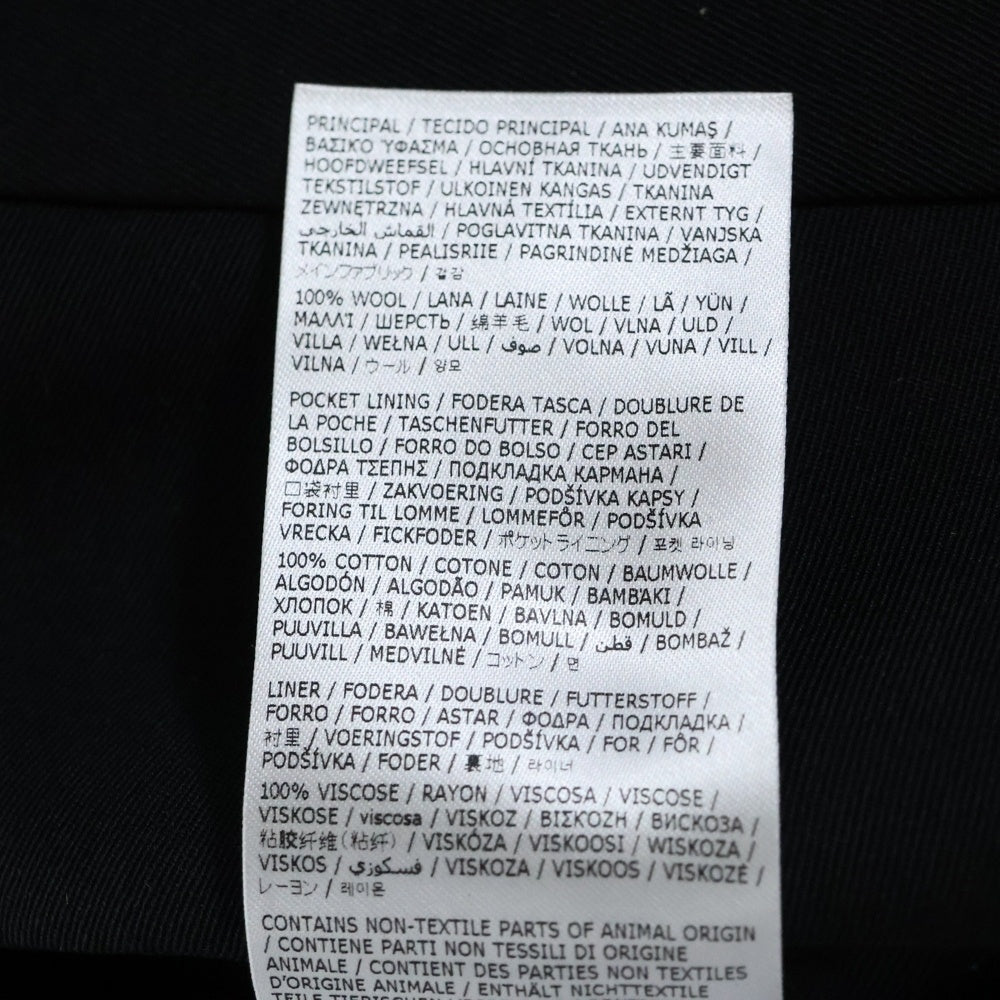 PRINCIPAL / TECIDO PRINCIPAL / ANA KUMAŞ /
ΒΑΣΙΚΌ ΎΦΑΣΜΑ / ОСНОВНАЯ ТКАНЬ / 主要面料 /
HOOFDWEEFSEL / HLAVNÍ TKANINA / UDVENDIGT
TEKSTILSTOF / ULKOINEN KANGAS / TKANINA
ZEWNĘTRZNA / HLAVNÁ TEXTÍLIA / EXTERNT TYG /
القماش الخارجي / POGLAVITNA TKANINA / VANJSKA
TKANINA / PEALISRIIE / PAGRINDINĖ MEDŽIAGA /
メインファブリック / 겉감
100% WOOL / LANA / LAINE / WOLLE / LÃ / YÜN /
ΜΑΛΛΊ / ШЕРСТЬ / 绵羊毛 / WOL / VLNA / ULD /
VILLA / WEŁNA / ULL / صوف / VOLNA / VUNA / VILL /
VILNA / ウール / 양모
POCKET LINING / FODERA TASCA / DOUBLURE DE
LA POCHE / TASCHENFUTTER / FORRO DEL
BOLSILLO / FORRO DO BOLSO / CEP ASTARI /
ΦΟΔΡΑ ΤΣΕΠΗΣ / ПОДКЛАДКА КАРМАНА /
口袋衬里 / ZAKVOERING / PODŠÍVKA KAPSY /
FORING TIL LOMME / LOMMEFÔR / PODŠÍVKA
VRECKA / FICKFODER / ポケットライニング / 포켓 라이닝
100% COTTON / COTONE / COTON / BAUMWOLLE /
ALGODÓN / ALGODÃO / PAMUK / ΒΑΜΒΆΚΙ /
ХЛОПОК / 棉 / KATOEN / BAVLNA / BOMULD /
PUUVILLA / BAWEŁNA / BOMULL / قطن / BOMBAŽ /
PUUVILL / MEDVILNĖ / コットン / 면
LINER / FODERA / DOUBLURE / FUTTERSTOFF /
FORRO / FORRO / ASTAR / ΦΟΔΡΑ / ПОДКЛАДКА /
衬里 / VOERINGSTOF / PODŠÍVKA / FOR / FÔR /
PODŠÍVKA / FODER / 裏地 / 라이너
100% VISCOSE / RAYON / VISCOSA / VISCOSE /
VISKOSE / viscosa / VISKOZ / ΒΙΣΚΌΖΗ / ВИСКОЗА /
粘胶纤维(粘纤) / VISKÓZA / VISKOOSI / WISKOZA /
VISKOS / فسكوزي / VISKOZA / VISKOOS / VISKOZĖ /
レーヨン / 레이온
CONTAINS NON-TEXTILE PARTS OF ANIMAL ORIGIN
/ CONTIENE PARTI NON TESSILI DI ORIGINE
ANIMALE / CONTIENT DES PARTIES NON TEXTILES
D'ORIGINE ANIMALE / ENTHÄLT NICHTTEXTILE
TEILE TIERISCHEN